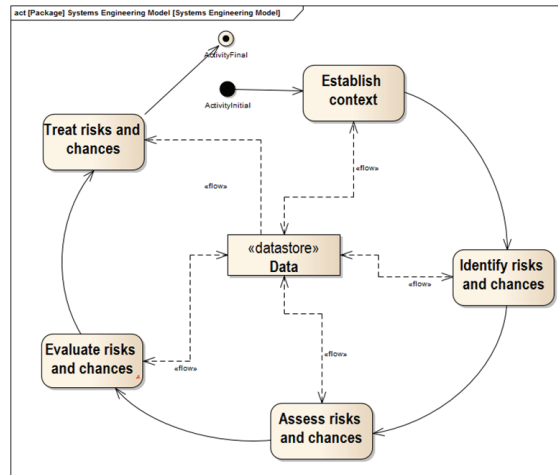 act [Package] Systems Engineering Model [Systems Engineering Model]
ActivityFinal
ActivityInitial
Establish
context
Treat risks and
chances
«flow»
«flow»
«datastore»
Data
Identify risks
and chances
«flow»
Evaluate risks
and chances
A
«flow»
«flow»
Assess risks
and chances